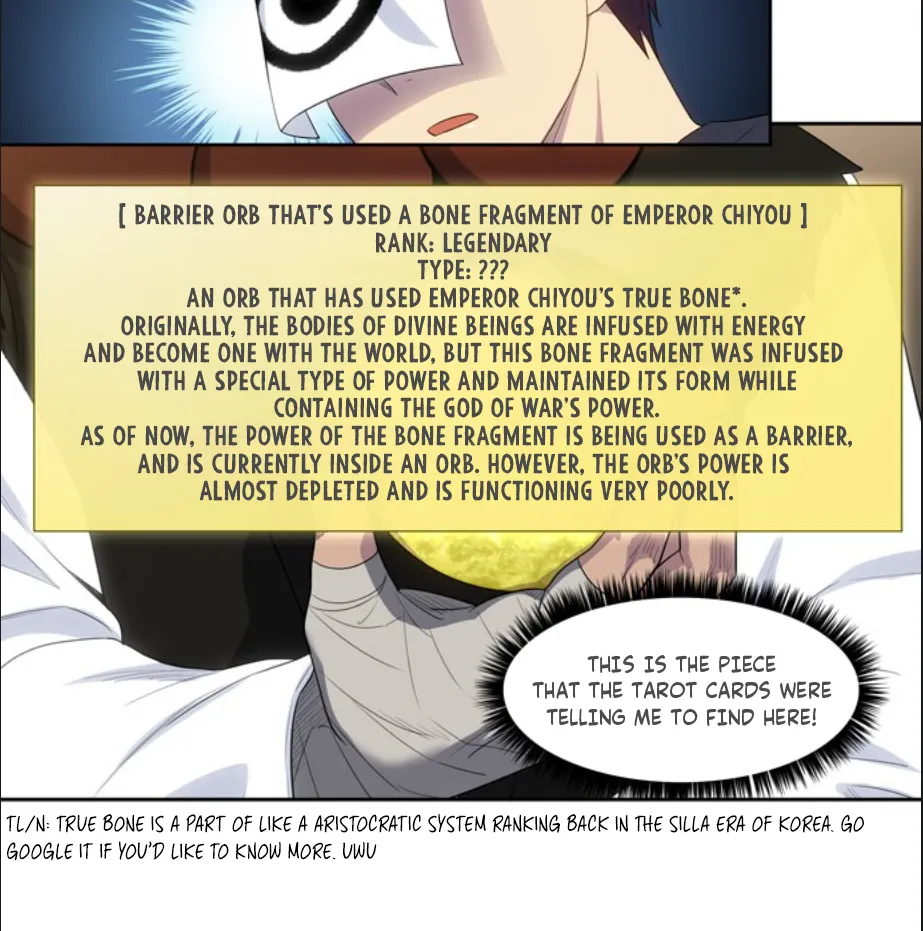 [ BARRIER ORB THAT'S USED A BONE FRAGMENT OF EMPEROR CHIYOU ]
RANK: LEGENDARY
TYPE: ???
AN ORB THAT HAS USED EMPEROR CHIYOU'S TRUE BONE*.
ORIGINALLY, THE BODIES OF DIVINE BEINGS ARE INFUSED WITH ENERGY
AND BECOME ONE WITH THE WORLD, BUT THIS BONE FRAGMENT WAS INFUSED
WITH A SPECIAL TYPE OF POWER AND MAINTAINED ITS FORM WHILE
CONTAINING THE GOD OF WAR'S POWER.
AS OF NOW, THE POWER OF THE BONE FRAGMENT IS BEING USED AS A BARRIER,
AND IS CURRENTLY INSIDE AN ORB. HOWEVER, THE ORB'S POWER IS
ALMOST DEPLETED AND IS FUNCTIONING VERY POORLY.
THIS IS THE PIECE
THAT THE TAROT CARDS WERE
TELLING ME TO FIND HERE!
TL/N: TRUE BONE IS A PART OF LIKE A ARISTOCRATIC SYSTEM RANKING BACK IN THE SILLA ERA OF KOREA. GO
GOOGLE IT IF YOU'D LIKE TO KNOW MORE. UWU